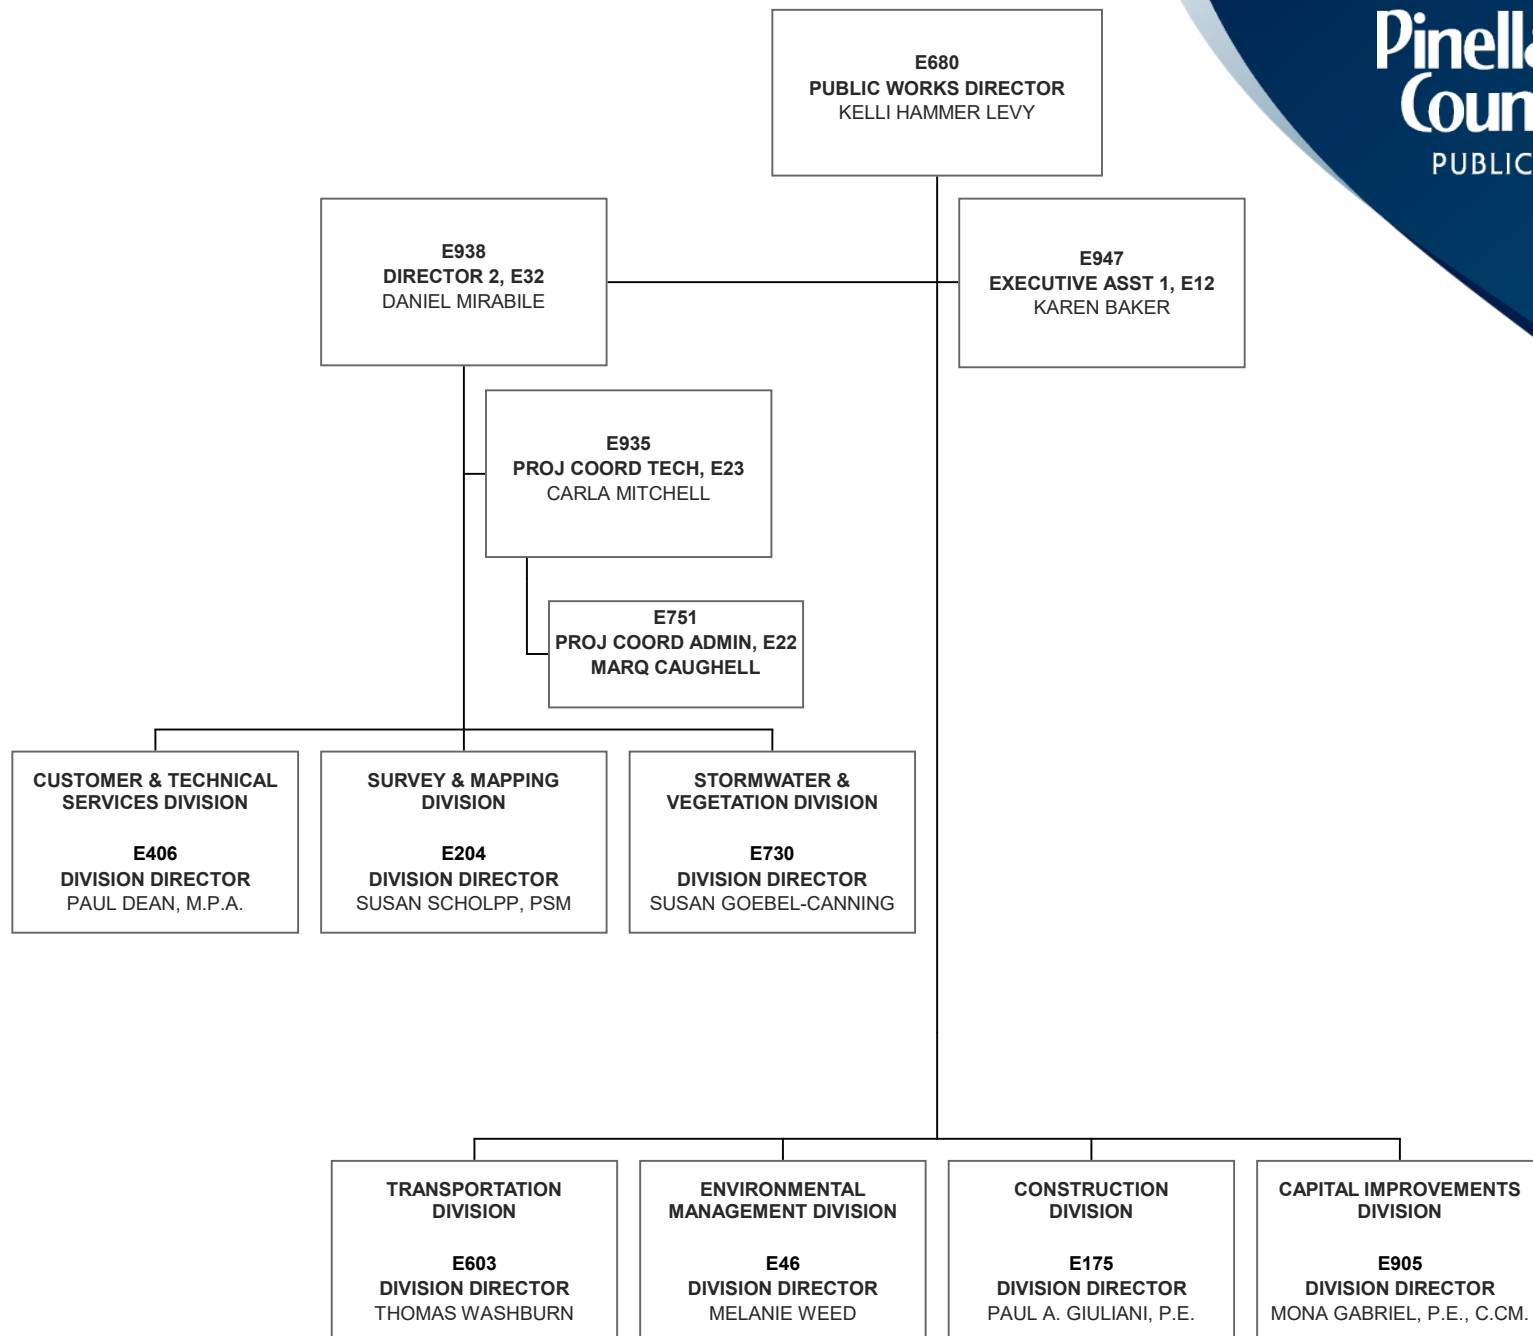 Pinella
Coun
PUBLIC
E680
PUBLIC WORKS DIRECTOR
KELLI HAMMER LEVY
E938
DIRECTOR 2, E32
DANIEL MIRABILE
E947
EXECUTIVE ASST 1, E12
KAREN BAKER
E935
PROJ COORD TECH, E23
CARLA MITCHELL
E751
PROJ COORD ADMIN, E22
MARQ CAUGHELL
CUSTOMER & TECHNICAL
SERVICES DIVISION
E406
DIVISION DIRECTOR
PAUL DEAN, M.P.A.
SURVEY & MAPPING
DIVISION
E204
DIVISION DIRECTOR
SUSAN SCHOLPP, PSM
STORMWATER &
VEGETATION DIVISION
E730
DIVISION DIRECTOR
SUSAN GOEBEL-CANNING
TRANSPORTATION
DIVISION
E603
DIVISION DIRECTOR
THOMAS WASHBURN
ENVIRONMENTAL
MANAGEMENT DIVISION
E46
DIVISION DIRECTOR
MELANIE WEED
CONSTRUCTION
DIVISION
E175
DIVISION DIRECTOR
PAUL A. GIULIANI, P.E.
CAPITAL IMPROVEMENTS
DIVISION
E905
DIVISION DIRECTOR
MONA GABRIEL, P.E., C.CM.